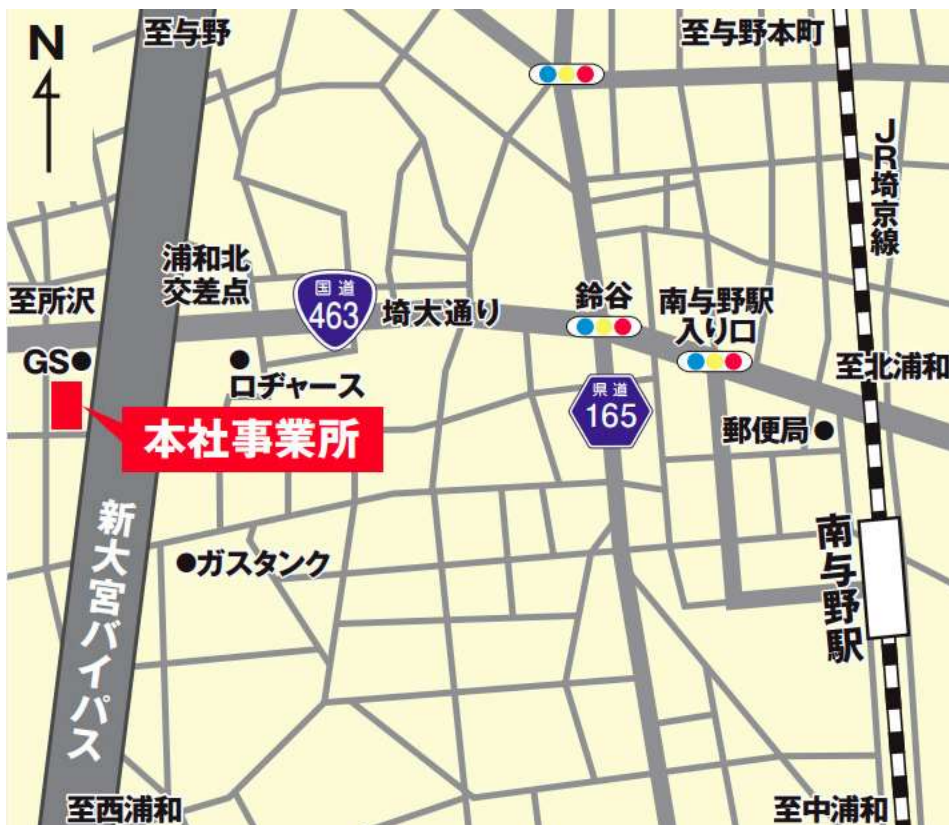 N
至与野
至与野本町
JR埼京線
浦和北
交差点
至所沢
国道
463
埼大通り
鈴谷
南与野駅
入り口
GS
ロヂャース
至北浦和
県道
165
本社事業所
郵便局
新大宮バイパス
ガスタンク
南与野駅
至西浦和
至中浦和